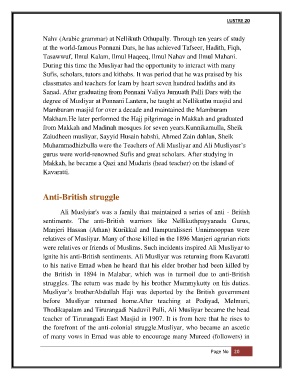 LUSTRE 20
Nahv (Arabic grammar) at Nellikuth Othupally. Through ten years of study
at the world-famous Ponnani Dars, he has achieved Tafseer, Hadith, Fiqh,
Tasawwuf, Ilmul Kalam, Ilmul Haqeeq, Ilmul Nahav and Ilmul Mahani.
During this time the Musliyar had the opportunity to interact with many
Sufis, scholars, tutors and kithabs. It was period that he was praised by his
classmates and teachers for learn by heart seven hundred hadiths and its
Sanad. After graduating from Ponnani Valiya Jumuath Palli Dars with the
degree of Musliyar at Ponnani Lantern, he taught at Nellikuthu masjid and
Mambaram masjid for over a decade and maintained the Mambaram
Makham.He later performed the Hajj pilgrimage in Makkah and graduated
from Makkah and Madinah mosques for seven years.Kunnikamulla, Sheik
Zaindheen musliyar, Sayyid Husain habshi, Ahmed Zain dahlan, Sheik
Muhammadhizbulla were the Teachers of Ali Musliyar and Ali Musliyar's
gurus were world-renowned Sufis and great scholars. After studying in
Makkah, he became a Qazi and Mudaris (head teacher) on the island of
Kavaratti.
Anti-British struggle
Ali Muslyiar's was a family that maintained a series of anti - British
sentiments. The anti-British warriors like Nellikuthpayyanadu Gurus,
Manjeri Hassan (Athan) Kurikkal and Ilampuralisseri Unnimooppan were
relatives of Musliyar. Many of those killed in the 1896 Manjeri agrarian riots
were relatives or friends of Muslims. Such incidents inspired Ali Musliyar to
ignite his anti-British sentiments. Ali Musliyar was returning from Kavaratti
to his native Ernad when he heard that his elder brother had been killed by
the British in 1894 in Malabar, which was in turmoil due to anti-British
struggles. The return was made by his brother Mammykutty on his duties.
Musliyar's brotherAbdullah Haji was deported by the British government
before Musliyar returned home.After teaching at Podiyad, Melmuri,
Thodikapalam and Tirurangadi Naduvil Palli, Ali Musliyar became the head
teacher of Tirurangadi East Masjid in 1907. It is from here that he rises to
the forefront of the anti-colonial struggle.Musliyar, who became an ascetic
of many vows in Ernad was able to encourage many Mureed (followers) in
Page No 20